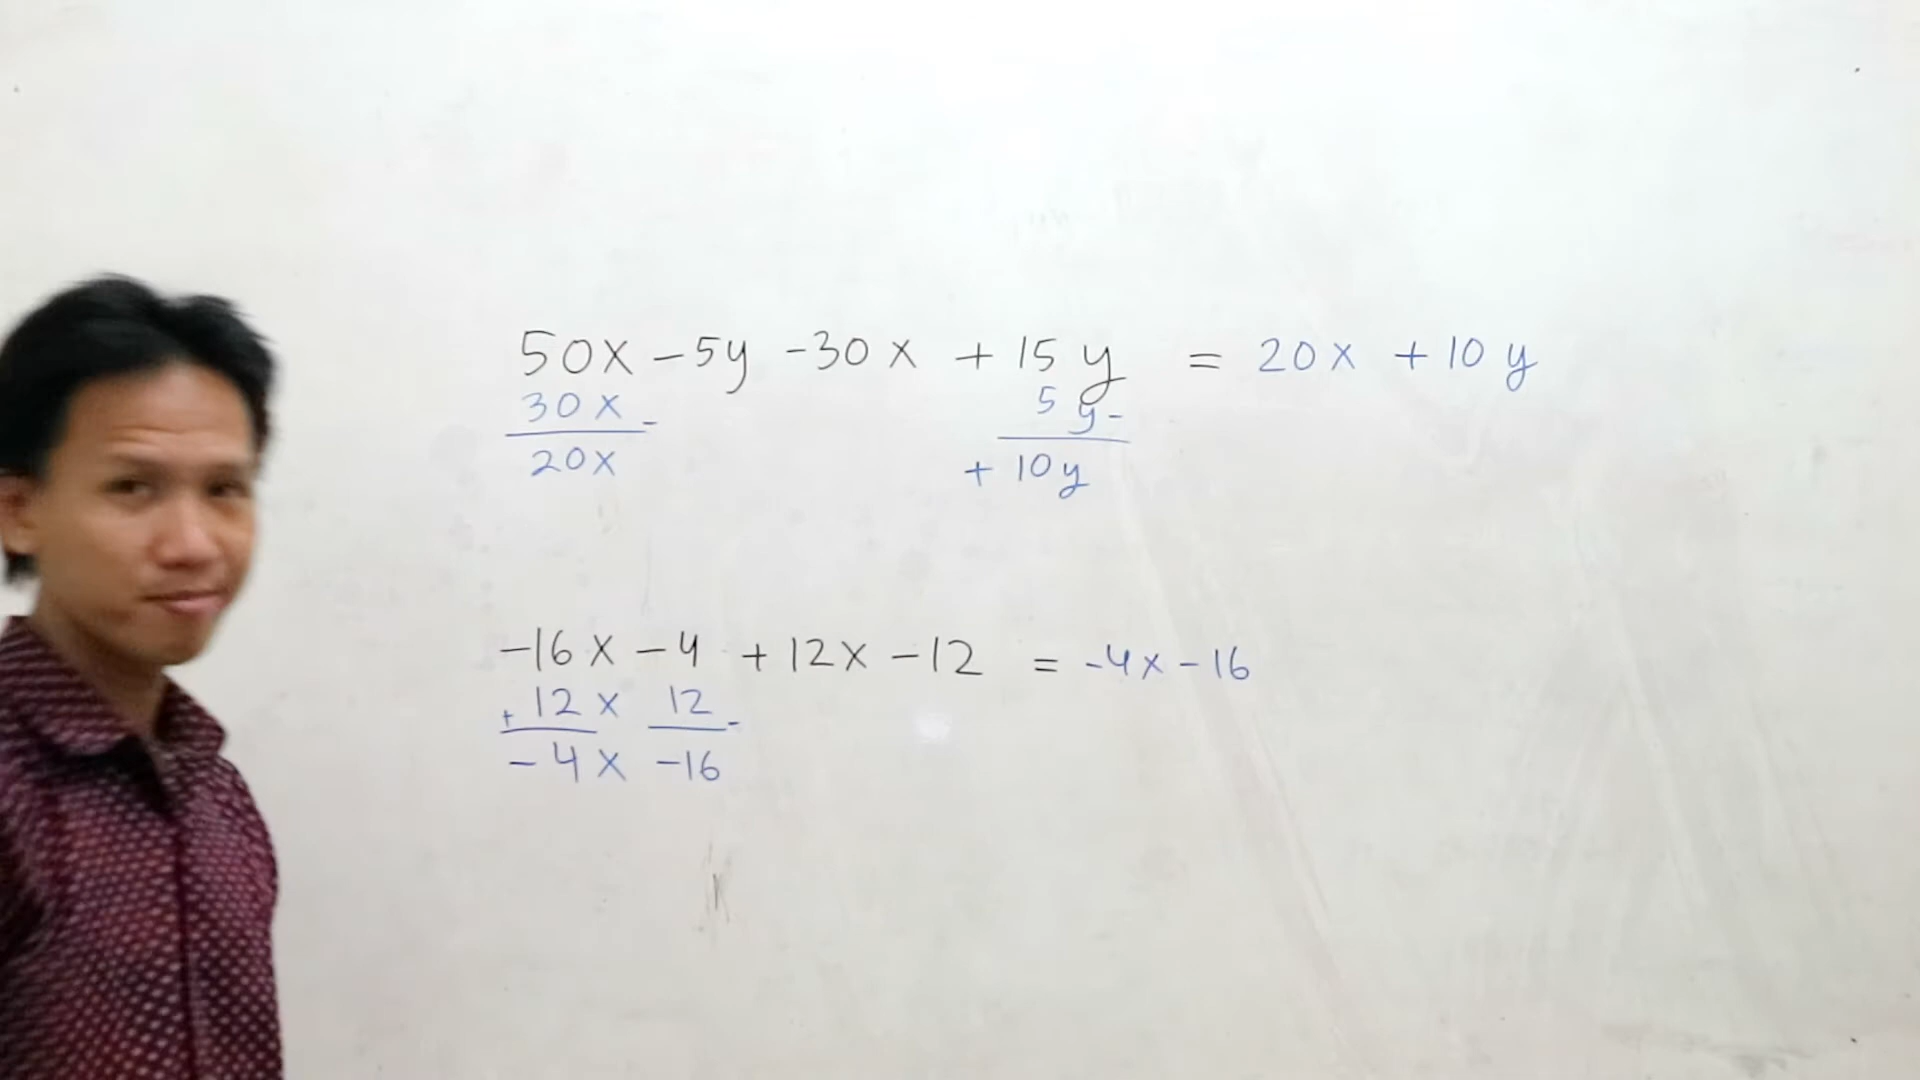 50x - 5y - 30x + 15y = 20x + 10y
30x - 5y -
20x + 10y
-16x - 4 + 12x - 12 = -4x - 16
+ 12x 12 -
-4x -16